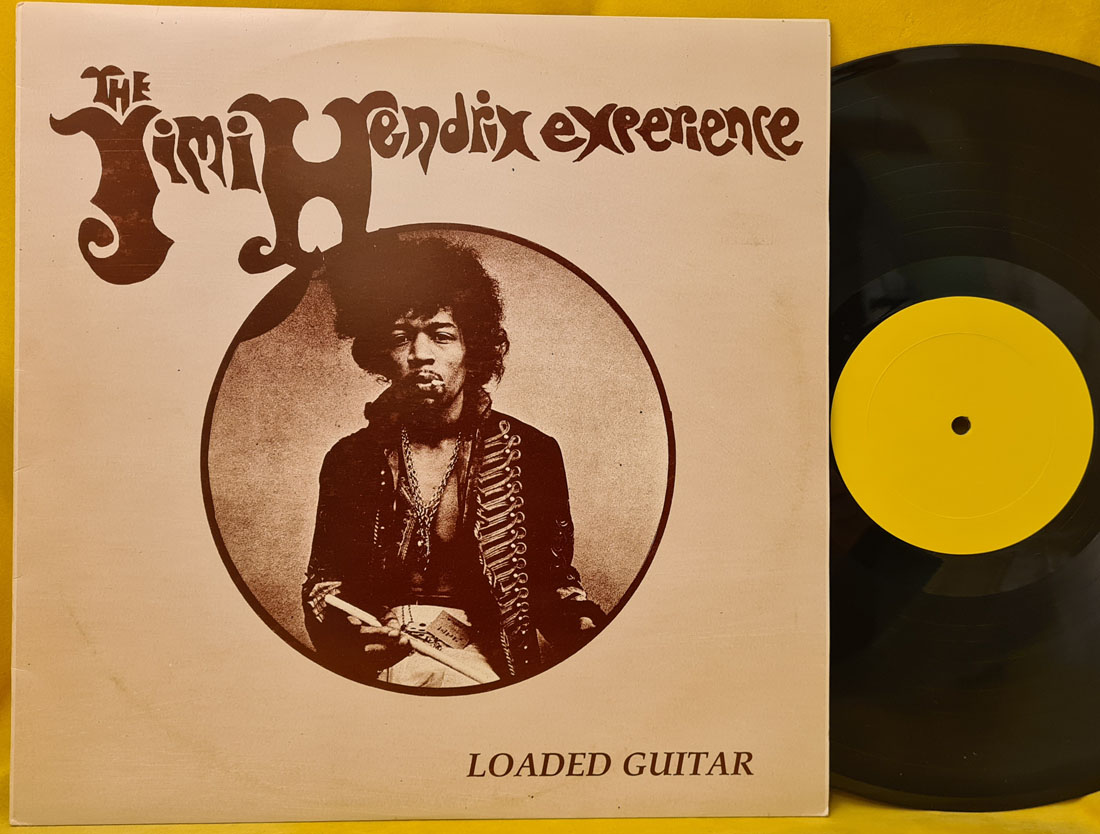 THE
Jimi Hendrix experience
LOADED GUITAR